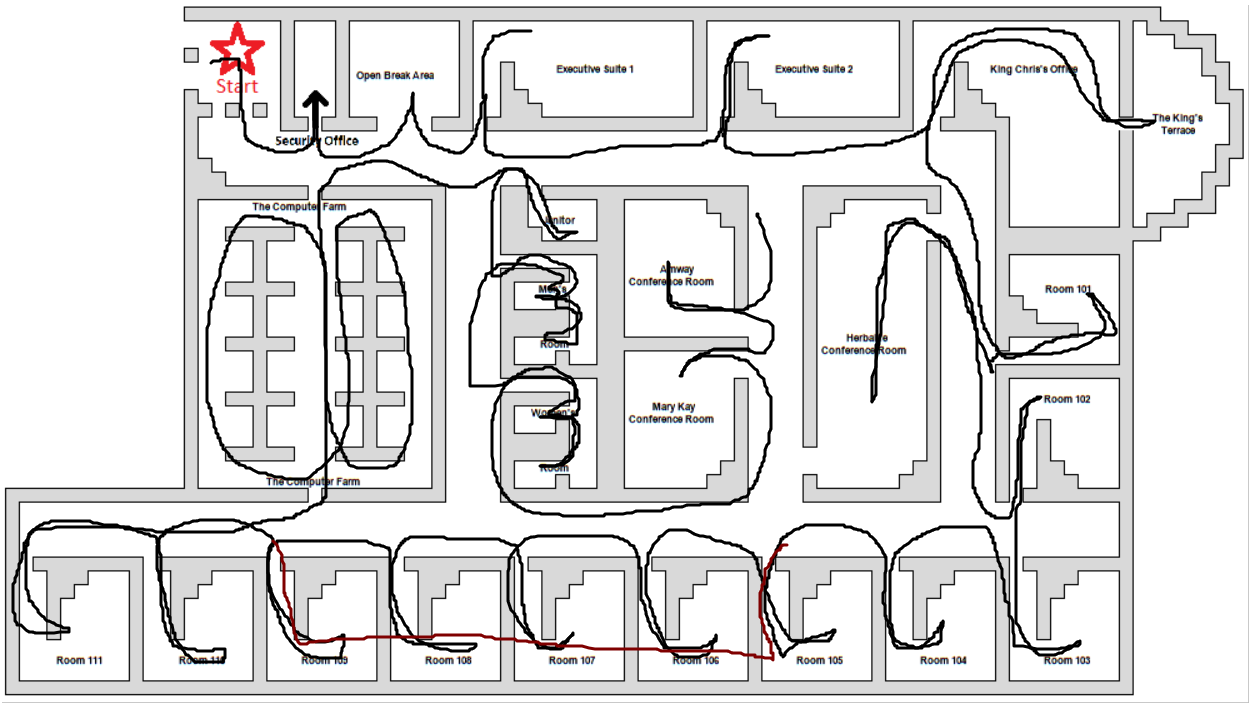 Start
Open Break Area
Executive Suite 1
Executive Suite 2
King Chris's Office
The King's
Terrace
Security Office
The Computer Farm
Janitor
Amway
Conference Room
Men's
Room
Room 101
Herbalife
Conference Room
Women's
Room
Mary Kay
Conference Room
Room 102
The Computer Farm
Room 111
Room 110
Room 109
Room 108
Room 107
Room 106
Room 105
Room 104
Room 103